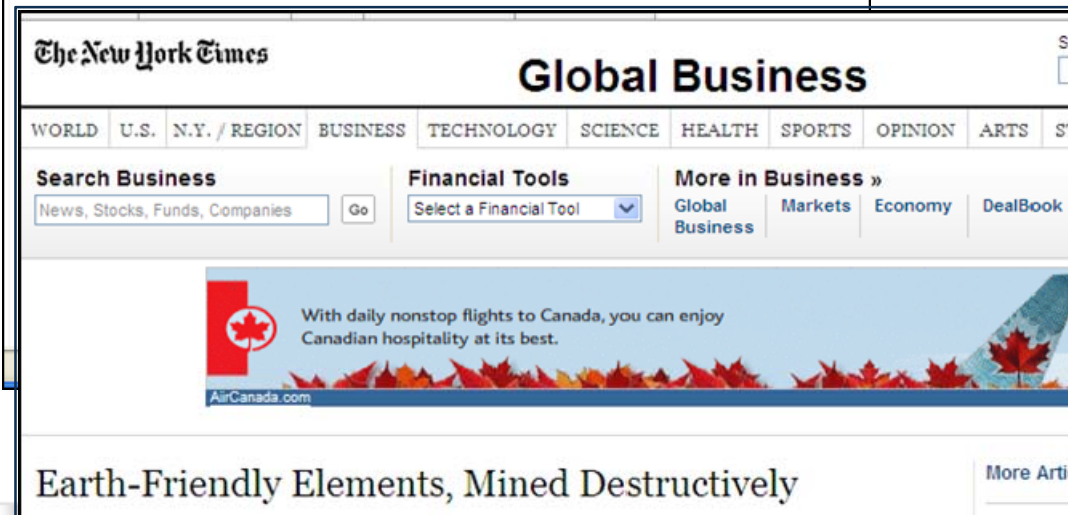 The New York Times
Global Business
WORLD U.S. N.Y. / REGION BUSINESS TECHNOLOGY SCIENCE HEALTH SPORTS OPINION ARTS
Search Business
Financial Tools
More in Business »
News, Stocks, Funds, Companies
Go
Select a Financial Tool
Global
Business
Markets
Economy
DealBook
With daily nonstop flights to Canada, you can enjoy
Canadian hospitality at its best.
AirCanada.com
Earth-Friendly Elements, Mined Destructively
More